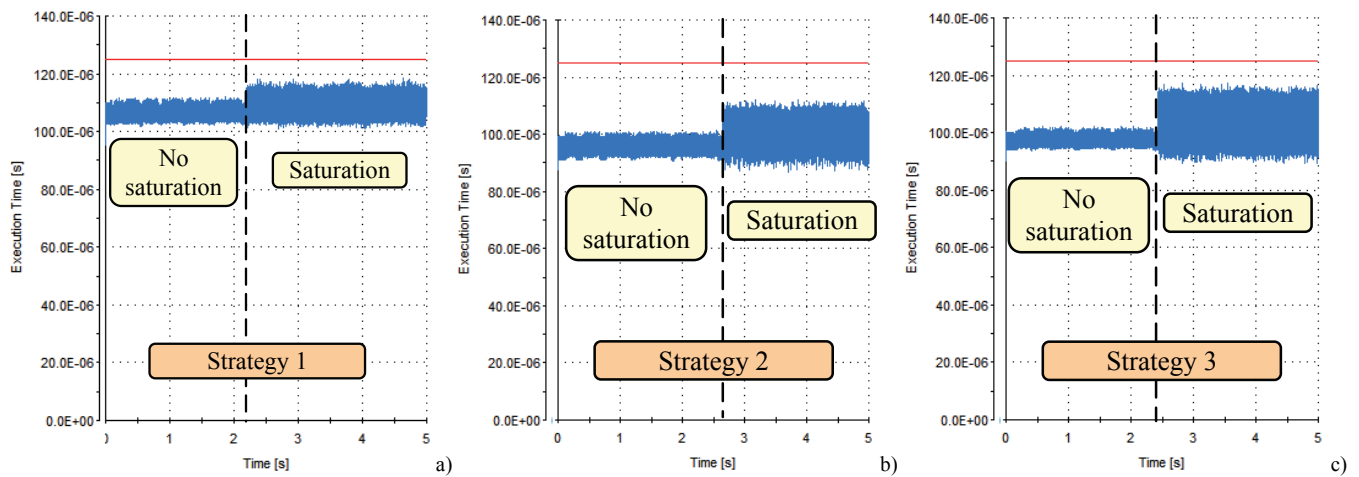 140.0E-06
120.0E-06
100.0E-06
80.0E-06
60.0E-06
40.0E-06
20.0E-06
0.0E+00
Execution Time [s]
No
saturation
Saturation
Strategy 1
0 1 2 3 4 5
Time [s]
a)
140.0E-06
120.0E-06
100.0E-06
80.0E-06
60.0E-06
40.0E-06
20.0E-06
0.0E+00
Execution Time [s]
No
saturation
Saturation
Strategy 2
0 1 2 3 4 5
Time [s]
b)
140.0E-06
120.0E-06
100.0E-06
80.0E-06
60.0E-06
40.0E-06
20.0E-06
0.0E+00
Execution Time [s]
No
saturation
Saturation
Strategy 3
0 1 2 3 4 5
Time [s]
c)